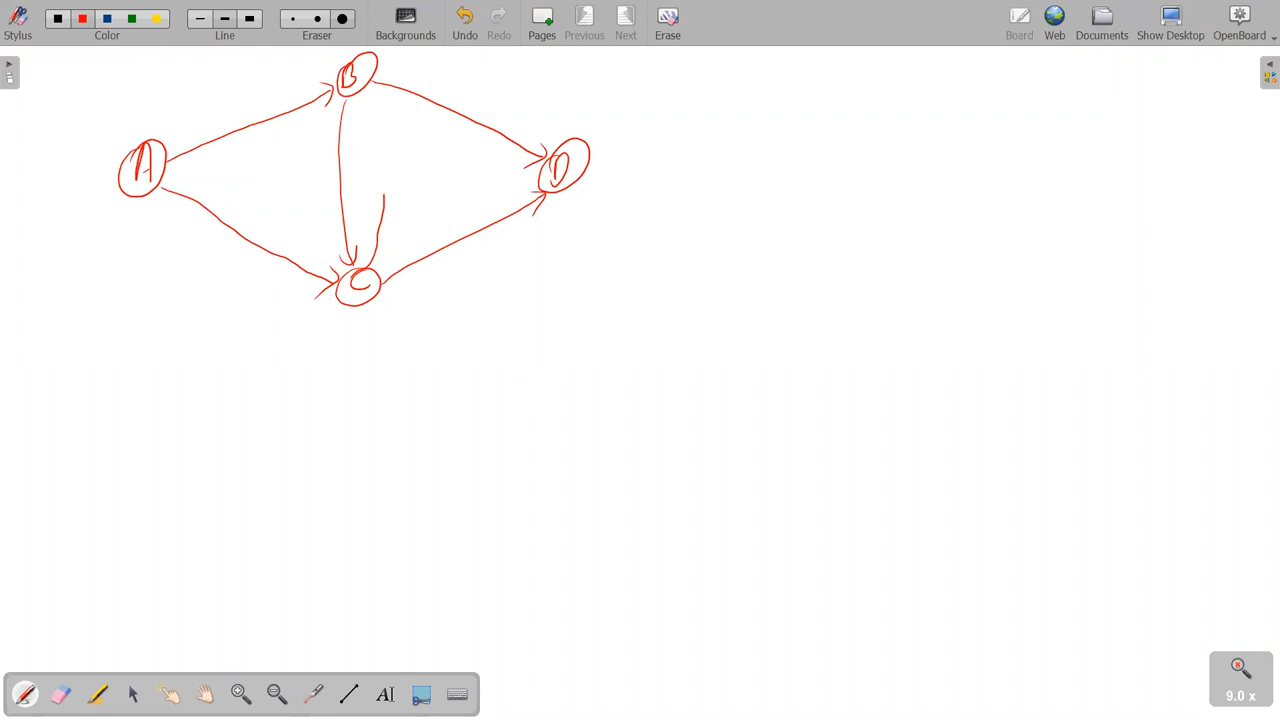 Stylus Color Line Eraser Backgrounds Undo Redo Pages Previous Next Erase Board Web Documents Show Desktop OpenBoard
B
A
D
C
AI
9.0 x